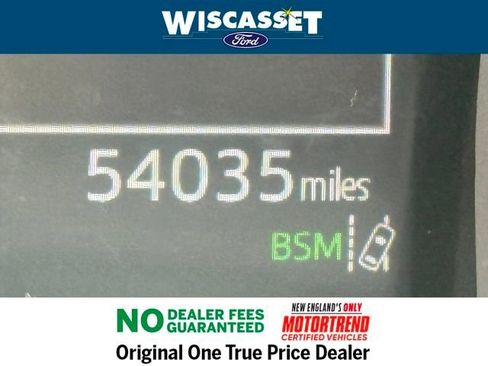 WISCASSET
Ford
54035 miles
BSM
NO DEALER FEES GUARANTEED
NEW ENGLAND'S ONLY
MOTORTREND
CERTIFIED VEHICLES
Original One True Price Dealer